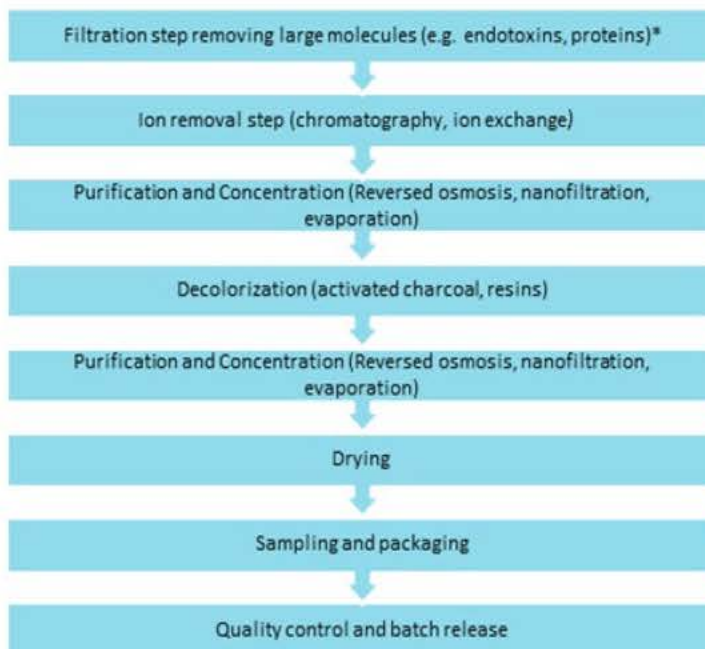 Filtration step removing large molecules (e.g. endotoxins, proteins)*
Ion removal step (chromatography, ion exchange)
Purification and Concentration (Reversed osmosis, nanofiltration,
evaporation)
Decolorization (activated charcoal, resins)
Purification and Concentration (Reversed osmosis, nanofiltration,
evaporation)
Drying
Sampling and packaging
Quality control and batch release